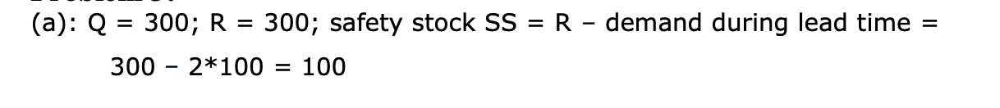 (a): Q = 300; R = 300; safety stock SS = R – demand during lead time =
300 – 2*100 = 100